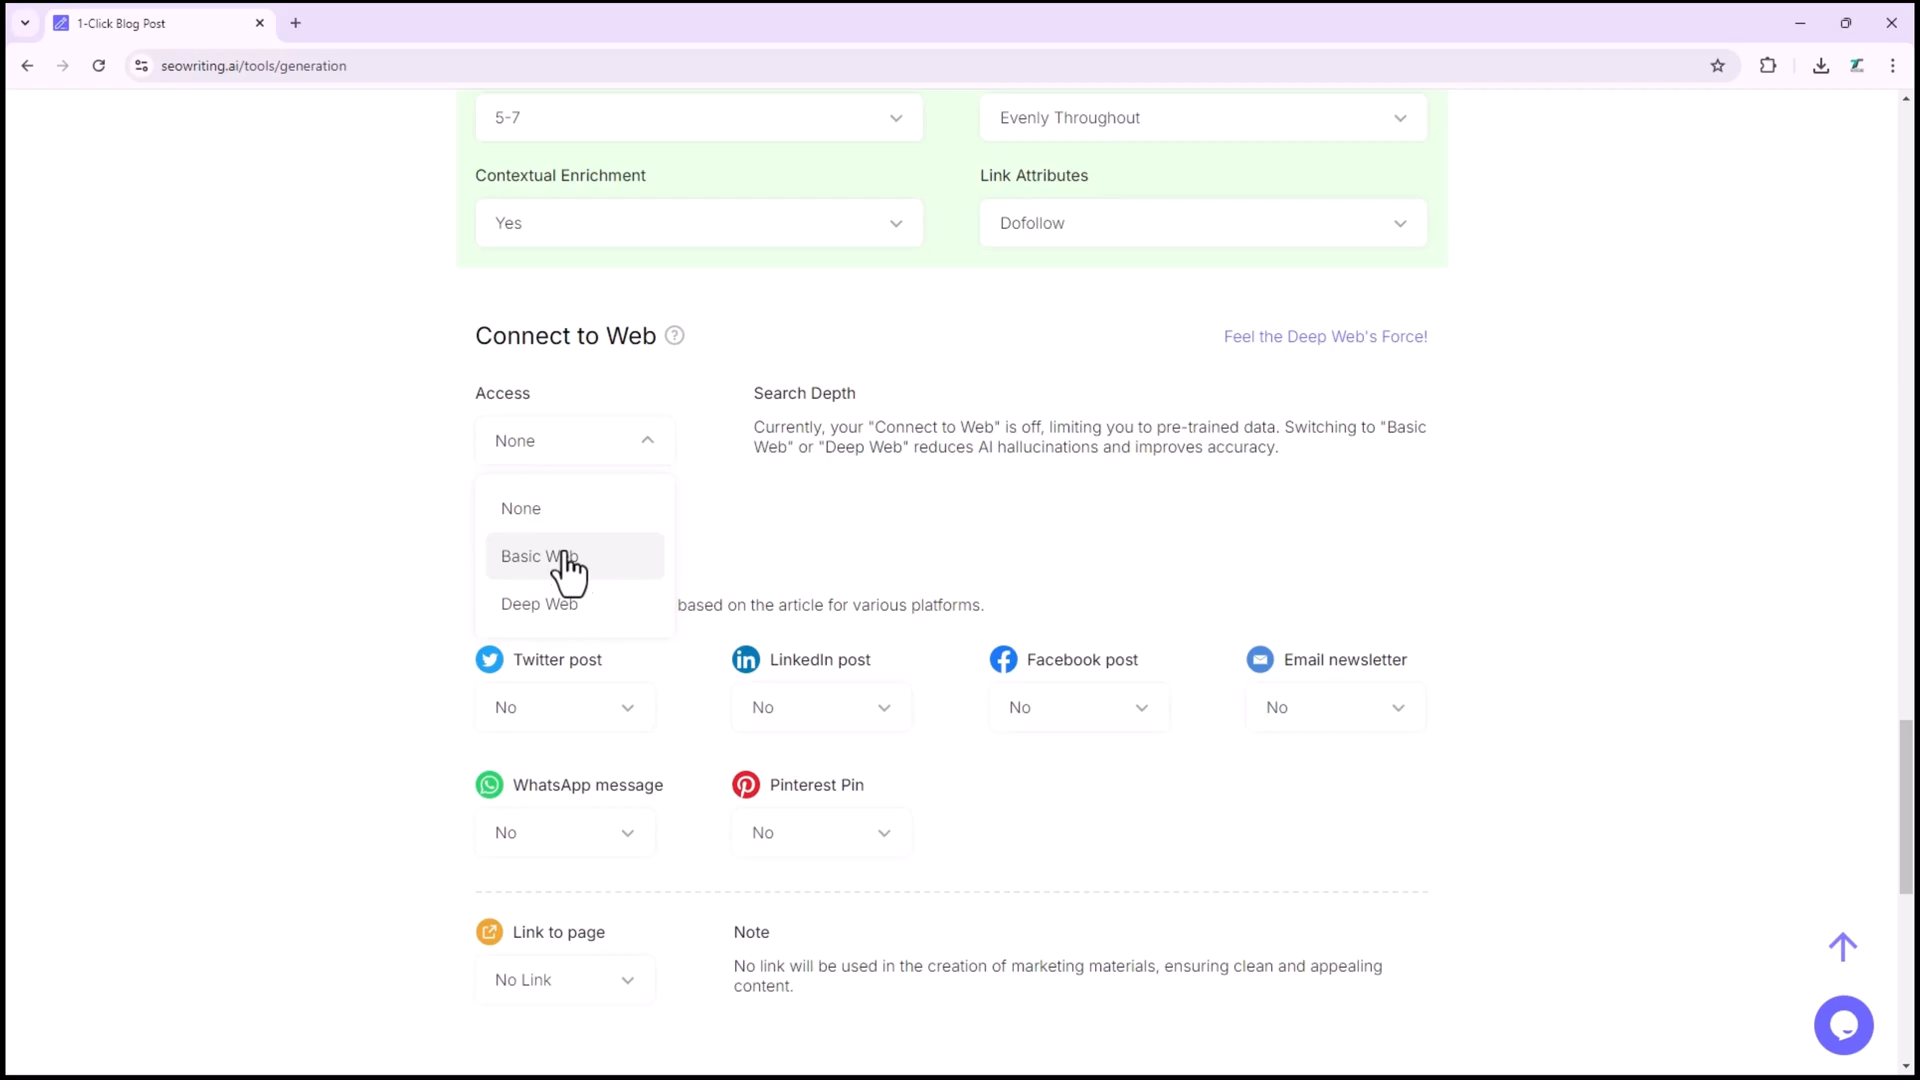 1-Click Blog Post
seowriting.ai/tools/generation
5-7
Evenly Throughout
Contextual Enrichment
Link Attributes
Yes
Dofollow
Connect to Web
Feel the Deep Web's Force!
Access
Search Depth
None
Currently, your "Connect to Web" is off, limiting you to pre-trained data. Switching to "Basic
Web" or "Deep Web" reduces AI hallucinations and improves accuracy.
None
Basic Web
Deep Web
based on the article for various platforms.
Twitter post
LinkedIn post
Facebook post
Email newsletter
No
No
No
No
WhatsApp message
Pinterest Pin
No
No
Link to page
Note
No Link
No link will be used in the creation of marketing materials, ensuring clean and appealing
content.